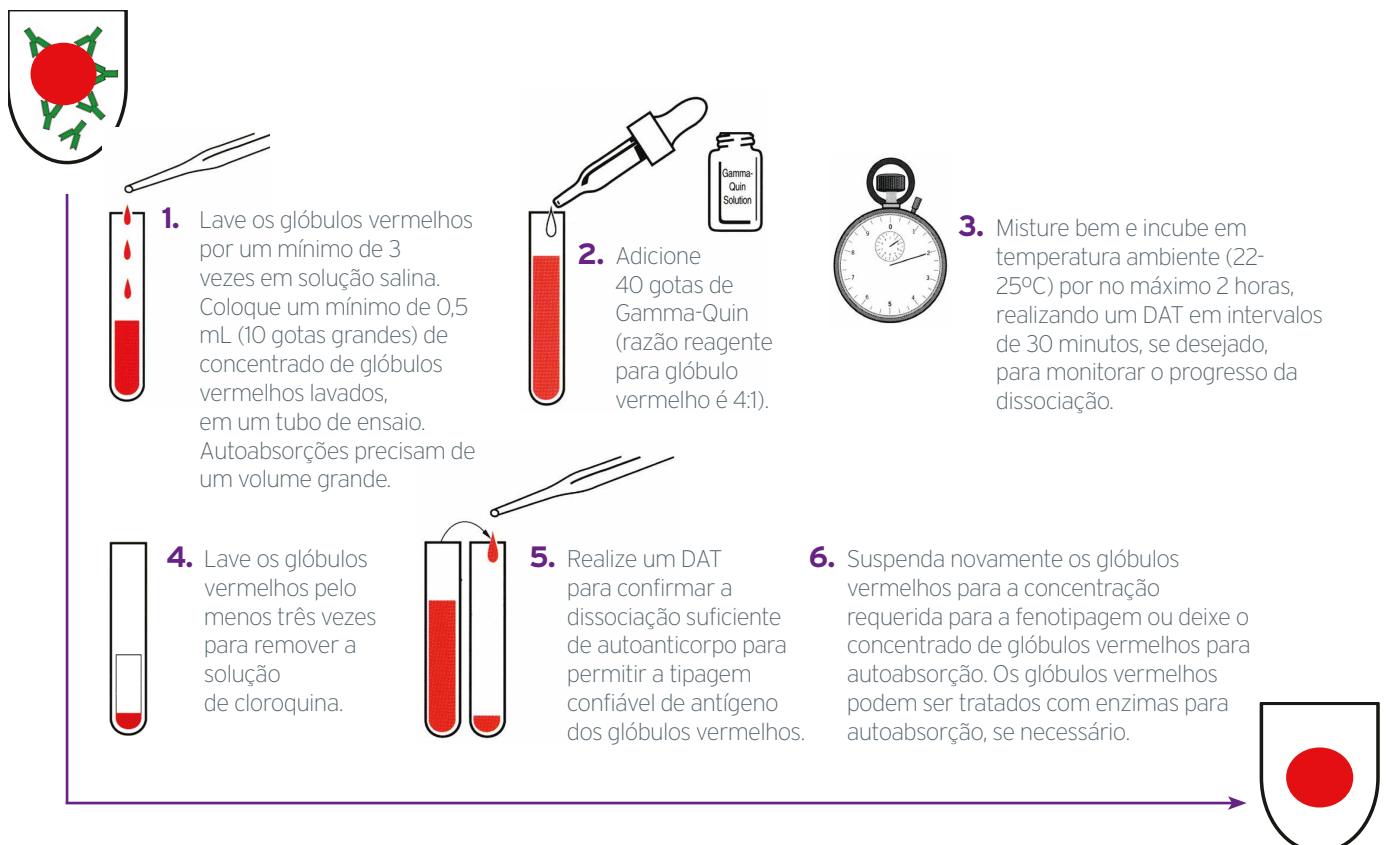 1. Lave os glóbulos vermelhos
por um mínimo de 3
vezes em solução salina.
Coloque um mínimo de 0,5
mL (10 gotas grandes) de
concentrado de glóbulos
vermelhos lavados,
em um tubo de ensaio.
Autoabsorções precisam de
um volume grande.
Gamma-
Quin
Solution
2. Adicione
40 gotas de
Gamma-Quin
(razão reagente
para glóbulo
vermelho é 4:1).
3. Misture bem e incube em
temperatura ambiente (22-
25ºC) por no máximo 2 horas,
realizando um DAT em intervalos
de 30 minutos, se desejado,
para monitorar o progresso da
dissociação.
4. Lave os glóbulos
vermelhos pelo
menos três vezes
para remover a
solução
de cloroquina.
5. Realize um DAT
para confirmar a
dissociação suficiente
de autoanticorpo para
permitir a tipagem
confiável de antígeno
dos glóbulos vermelhos.
6. Suspenda novamente os glóbulos
vermelhos para a concentração
requerida para a fenotipagem ou deixe o
concentrado de glóbulos vermelhos para
autoabsorção. Os glóbulos vermelhos
podem ser tratados com enzimas para
autoabsorção, se necessário.